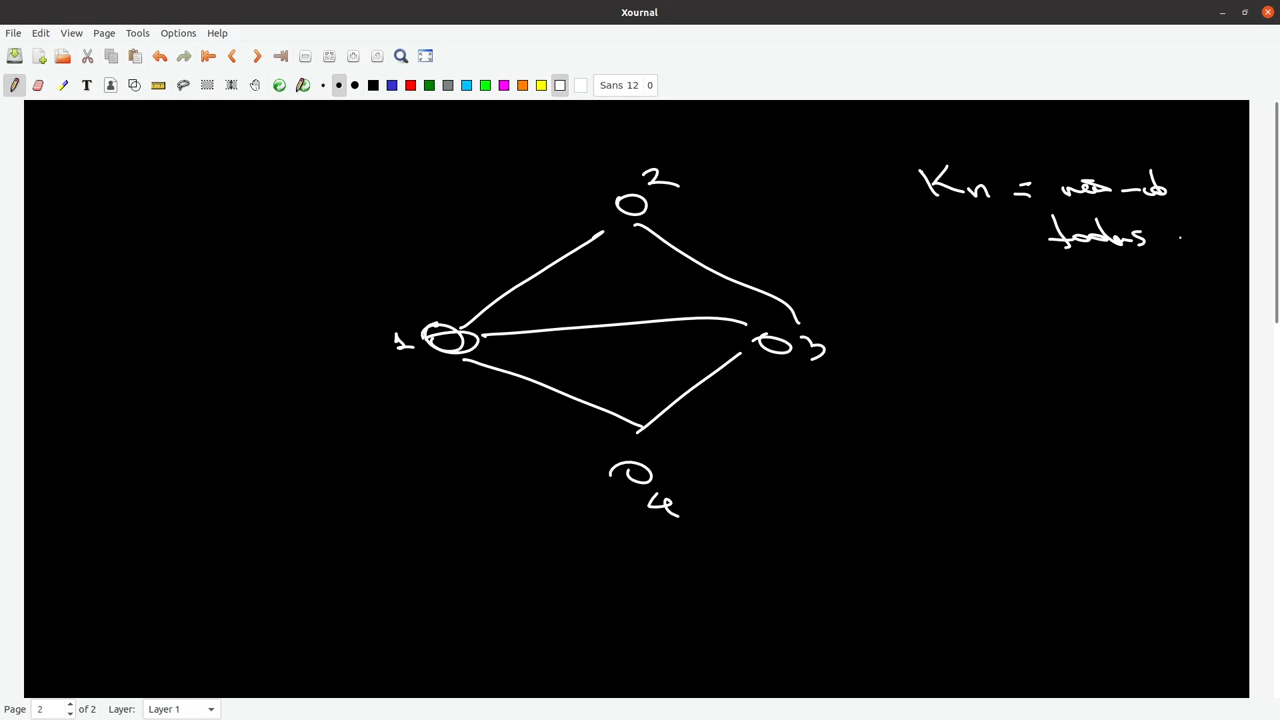 Xournal
File Edit View Page Tools Options Help
Sans 12 0
2
Kn =
todos
1
3
4
Page 2 of 2 Layer: Layer 1